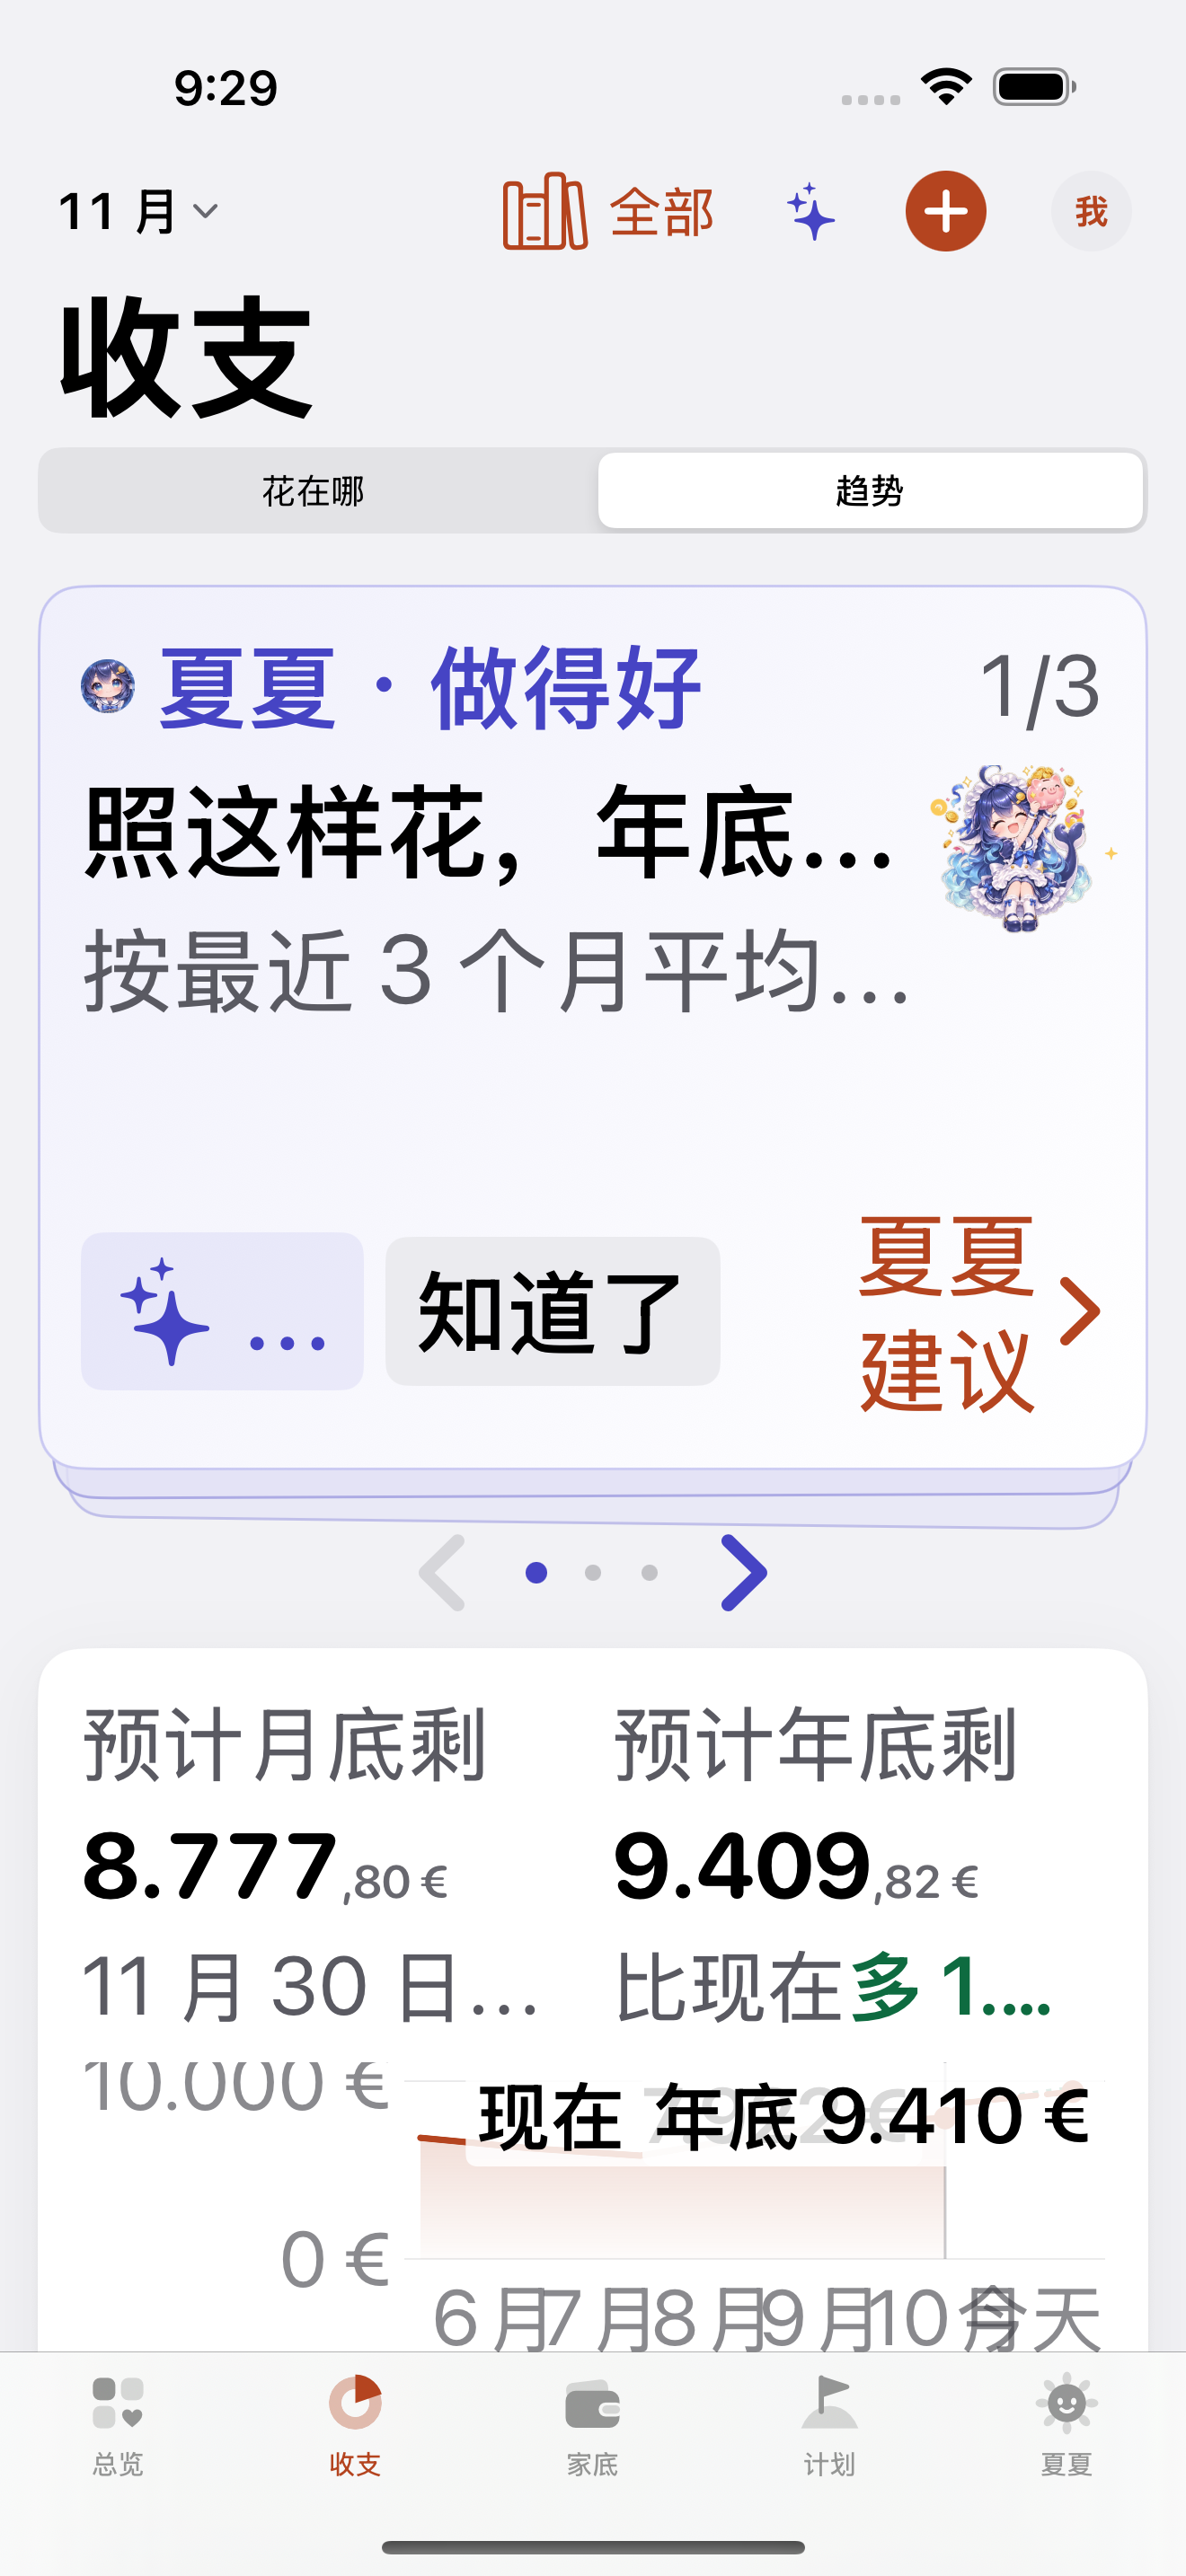 9:29
11 月
全部
我
收支
花在哪
趋势
夏夏 · 做得好
1/3
照这样花，年底…
按最近 3 个月平均…
…
知道了
夏夏
建议
预计月底剩
预计年底剩
8.777,80 €
9.409,82 €
11 月 30 日…
比现在多 1.…
10.000 €
现在 年底 9.410 €
0 €
6 月
7 月
8 月
9 月
10 月
今天
总览
收支
家底
计划
夏夏